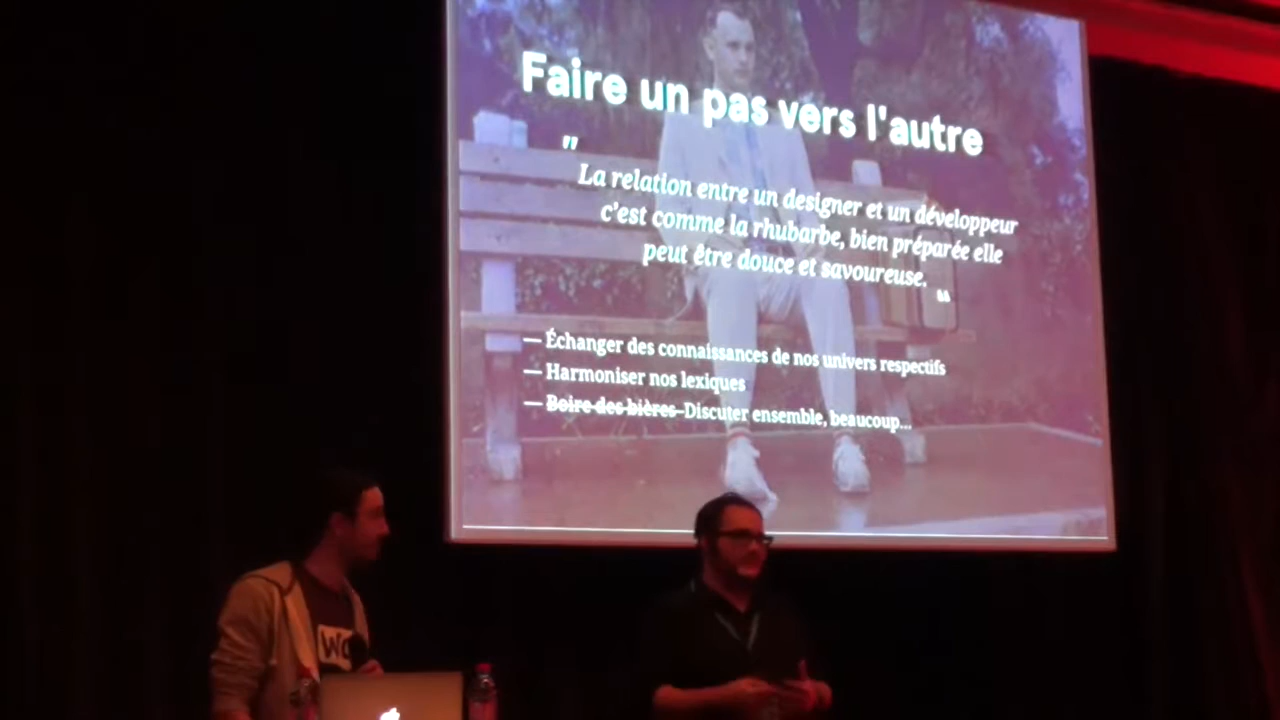 Faire un pas vers l'autre
"
La relation entre un designer et un développeur
c'est comme la rhubarbe, bien préparée elle
peut être douce et savoureuse.
"
— Échanger des connaissances de nos univers respectifs
— Harmoniser nos lexiques
— Boire des bières Discuter ensemble, beaucoup...